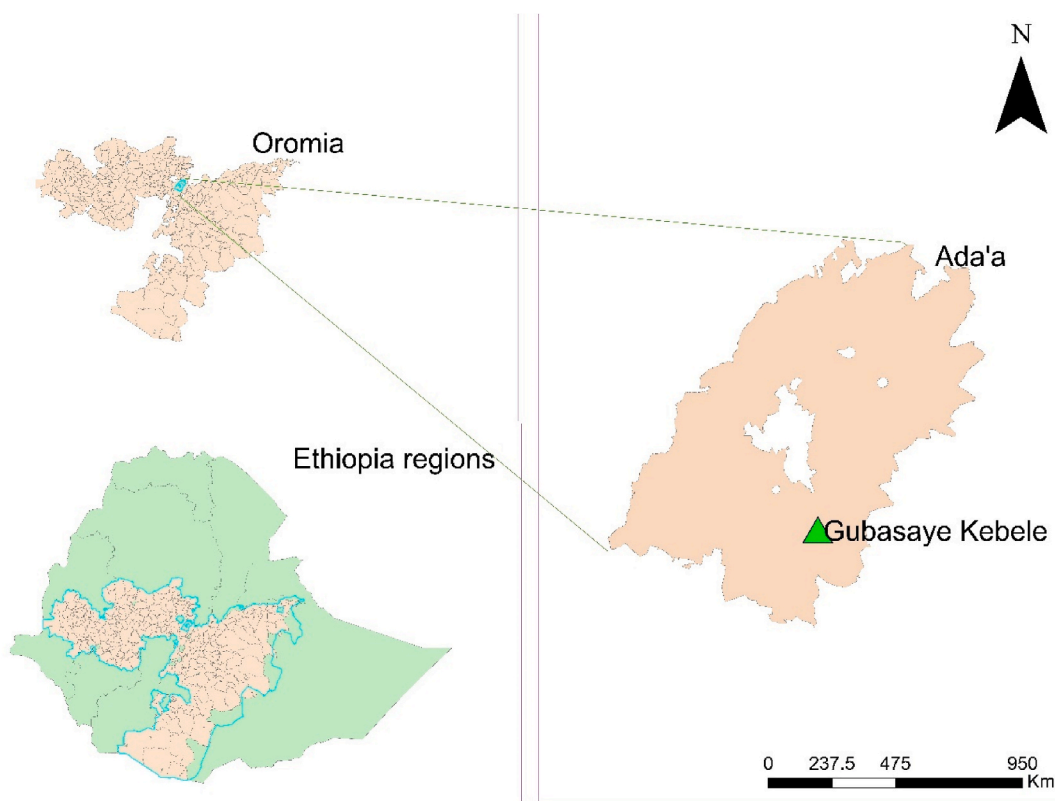 N
Oromia
Ada'a
Ethiopia regions
Gubasaye Kebele
0 237.5 475 950
Km